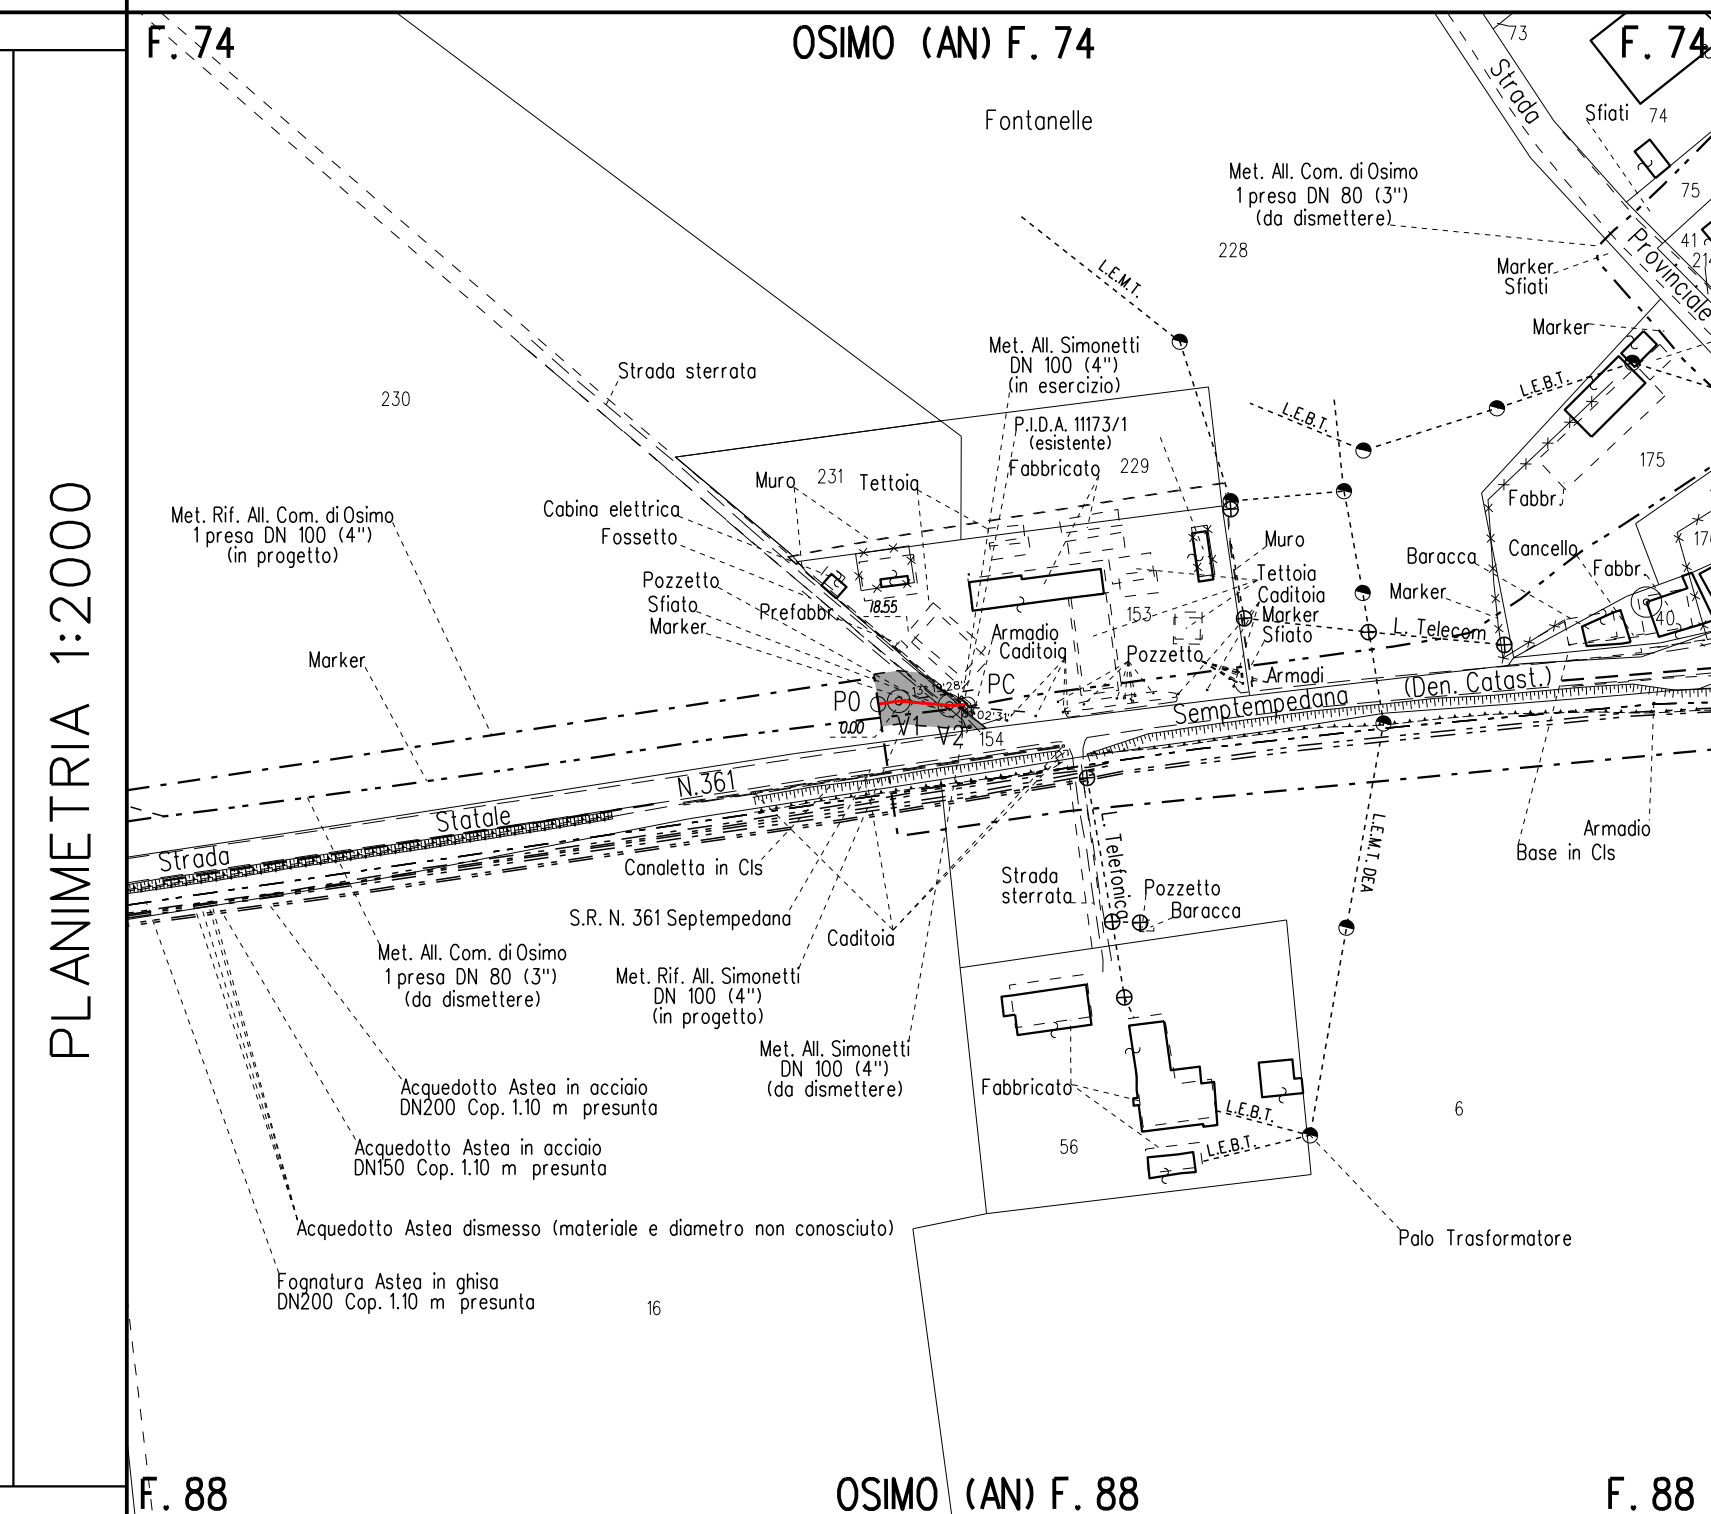 F. 74
OSIMO (AN) F. 74
F. 74
73
Fontanelle
Strada
Sfiati
74
Met. All. Com. di Osimo
1 presa DN 80 (3")
(da dismettere)
75
228
Provinciale
41
214
Marker
Sfiati
L.E.M.T.
Marker
Met. All. Simonetti
DN 100 (4")
(in esercizio)
Strada sterrata
L.E.B.T.
230
L.E.B.T.
P.I.D.A. 11173/1
(esistente)
Fabbricato
229
175
Muro
231
Tettoia
Fabbr.
Cabina elettrica
Met. Rif. All. Com. di Osimo
1 presa DN 100 (4")
(in progetto)
Fossetto
Muro
Baracca
Cancello
Fabbr.
Pozzetto
Sfiato
Marker
Prefabbr.
18.55
Tettoia
Caditoia
Marker
Sfiato
Marker
153
40
Armadio
Caditoia
L. Telecom
Marker
Pozzetto
Armadi
PLANIMETRIA 1:2000
P0
0.00
V1
V2
PC
154
Semptempedana
(Den. Catast.)
N.361
Statale
Strada
L. Telefonica
L.E.M.T. DEA
Canaletta in Cls
Armadio
Base in Cls
Strada
sterrata
Pozzetto
Baracca
S.R. N. 361 Septempedana
Caditoia
Met. All. Com. di Osimo
1 presa DN 80 (3")
(da dismettere)
Met. Rif. All. Simonetti
DN 100 (4")
(in progetto)
Met. All. Simonetti
DN 100 (4")
(da dismettere)
Acquedotto Astea in acciaio
DN200 Cop. 1.10 m presunta
Fabbricato
L.E.B.T.
6
Acquedotto Astea in acciaio
DN150 Cop. 1.10 m presunta
56
L.E.B.T.
Acquedotto Astea dismesso (materiale e diametro non conosciuto)
Palo Trasformatore
Fognatura Astea in ghisa
DN200 Cop. 1.10 m presunta
16
F. 88
OSIMO (AN) F. 88
F. 88